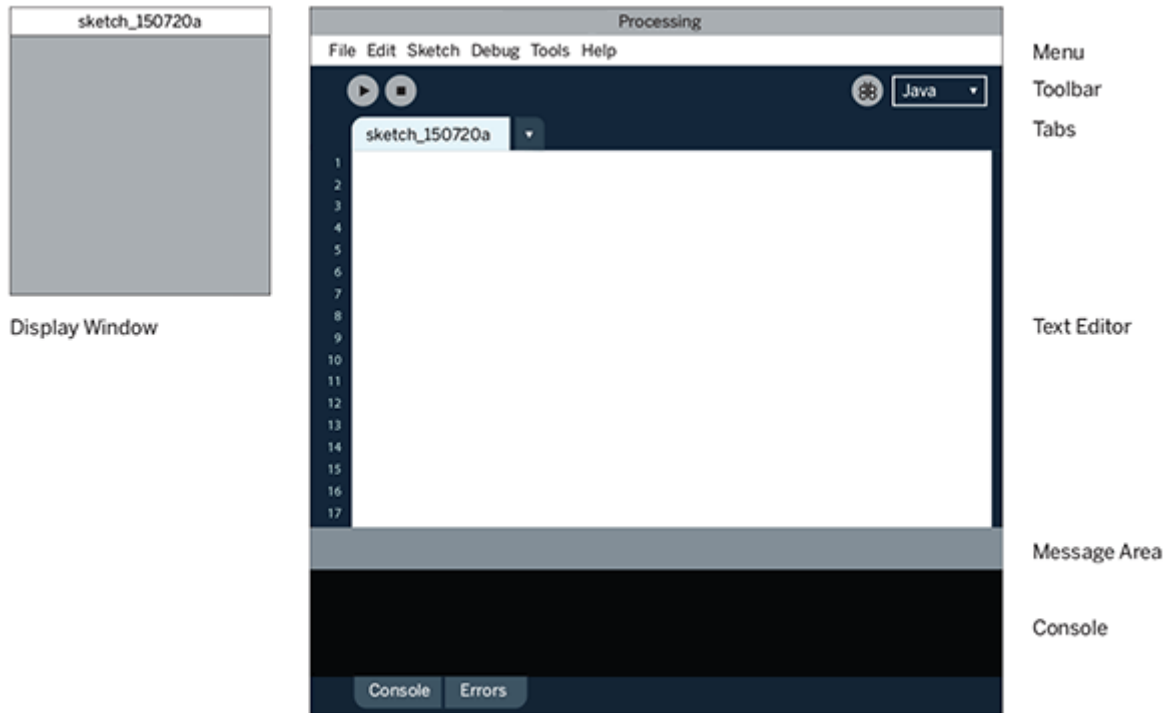 sketch_150720a
Display Window
Processing
File Edit Sketch Debug Tools Help
Java
sketch_150720a
1
2
3
4
5
6
7
8
9
10
11
12
13
14
15
16
17
Console Errors
Menu
Toolbar
Tabs
Text Editor
Message Area
Console